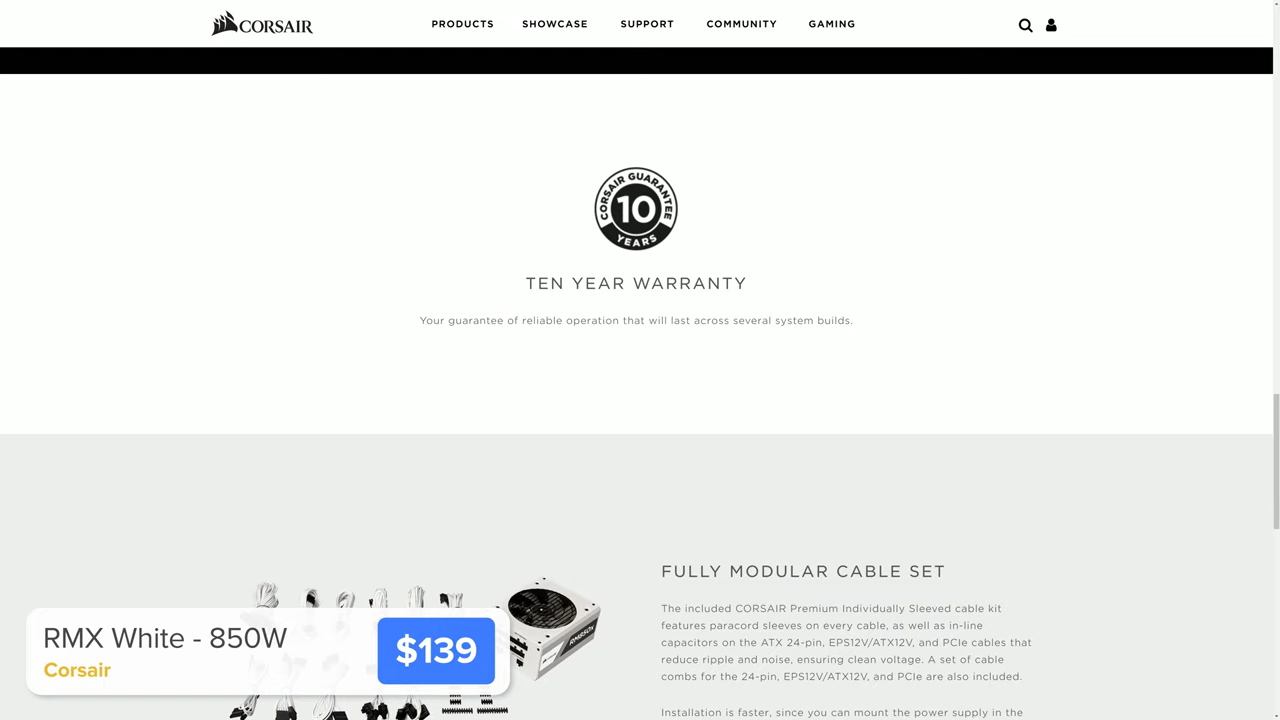 CORSAIR
PRODUCTS SHOWCASE SUPPORT COMMUNITY GAMING
CORSAIR GUARANTEE
10
YEARS
TEN YEAR WARRANTY
Your guarantee of reliable operation that will last across several system builds.
FULLY MODULAR CABLE SET
The included CORSAIR Premium Individually Sleeved cable kit
features paracord sleeves on every cable, as well as in-line
capacitors on the ATX 24-pin, EPS12V/ATX12V, and PCIe cables that
reduce ripple and noise, ensuring clean voltage. A set of cable
combs for the 24-pin, EPS12V/ATX12V, and PCIe are also included.
Installation is faster, since you can mount the power supply in the
RM850x
RMX White - 850W
Corsair
$139